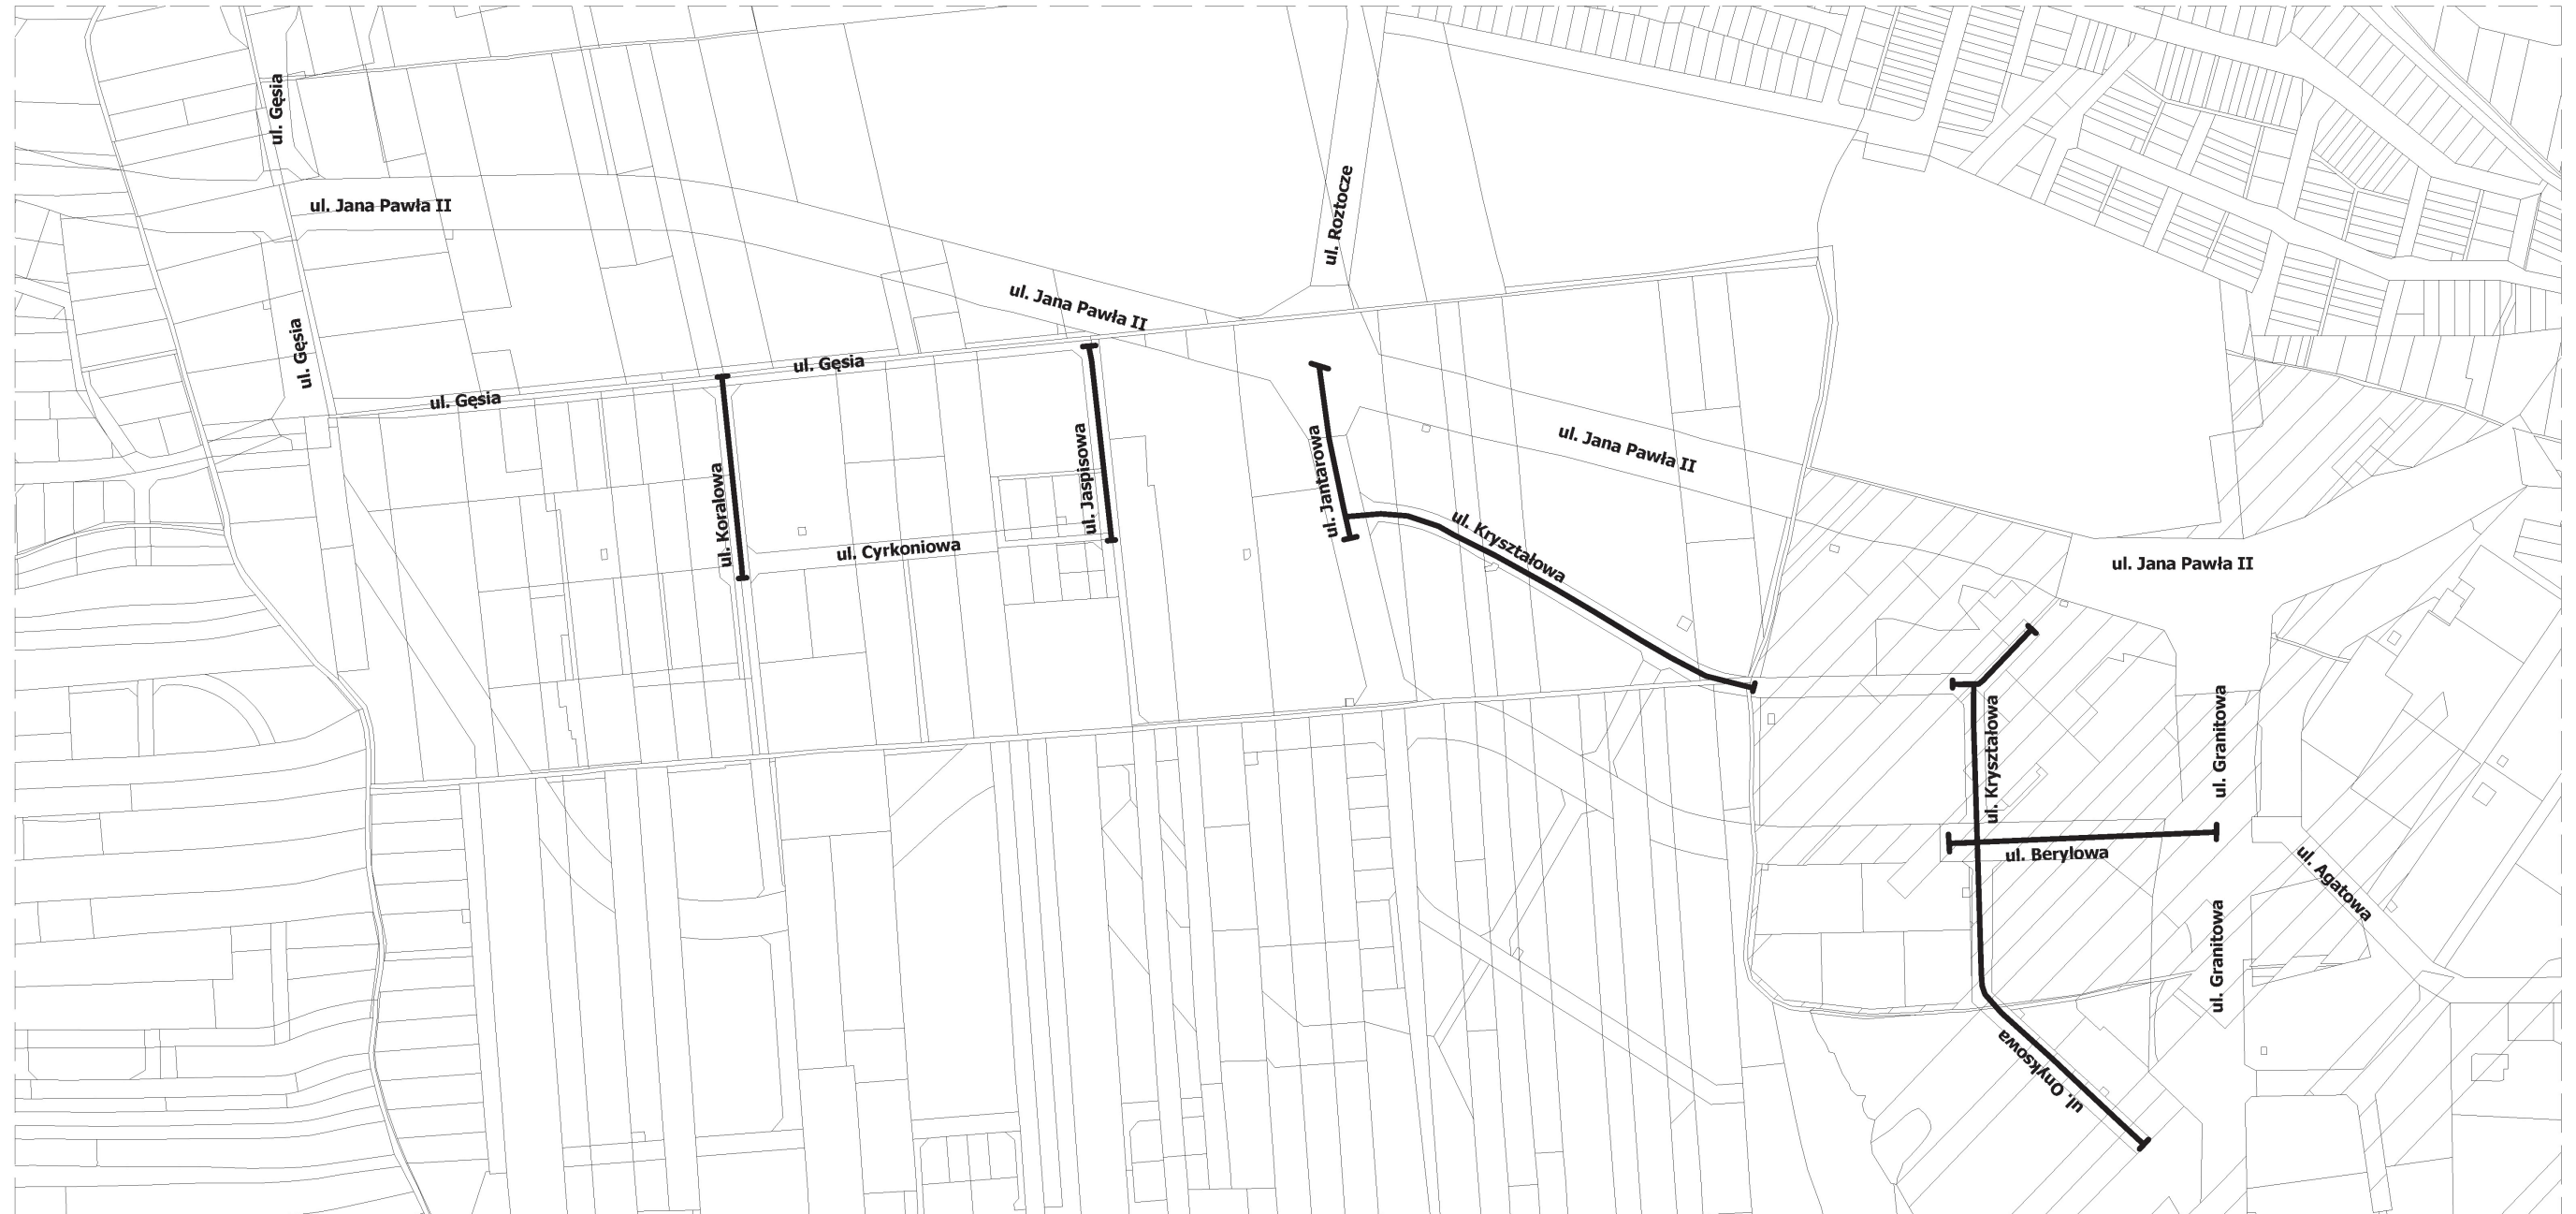 ul. Gęsia
ul. Jana Pawła II
ul. Roztocze
ul. Jana Pawła II
ul. Gęsia
ul. Gęsia
ul. Gęsia
ul. Jana Pawła II
ul. Koralowa
ul. Jaspisowa
ul. Jantarowa
ul. Kryształowa
ul. Cyrkoniowa
ul. Jana Pawła II
ul. Kryształowa
ul. Granitowa
ul. Berylowa
ul. Agatowa
ul. Granitowa
ul. Onyksowa